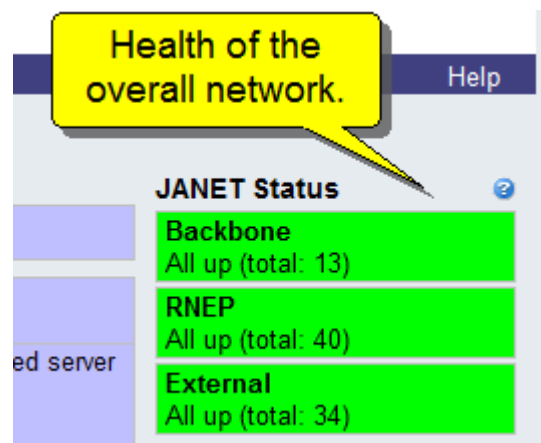 Health of the
overall network.
Help
JANET Status
?
Backbone
All up (total: 13)
RNEP
All up (total: 40)
ed server
External
All up (total: 34)